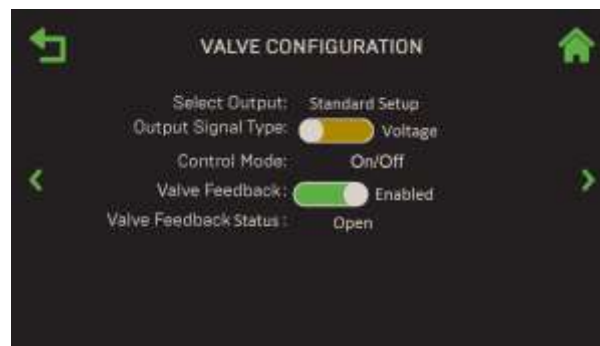 VALVE CONFIGURATION
Select Output: Standard Setup
Output Signal Type: Voltage
Control Mode: On/Off
Valve Feedback: Enabled
Valve Feedback Status: Open